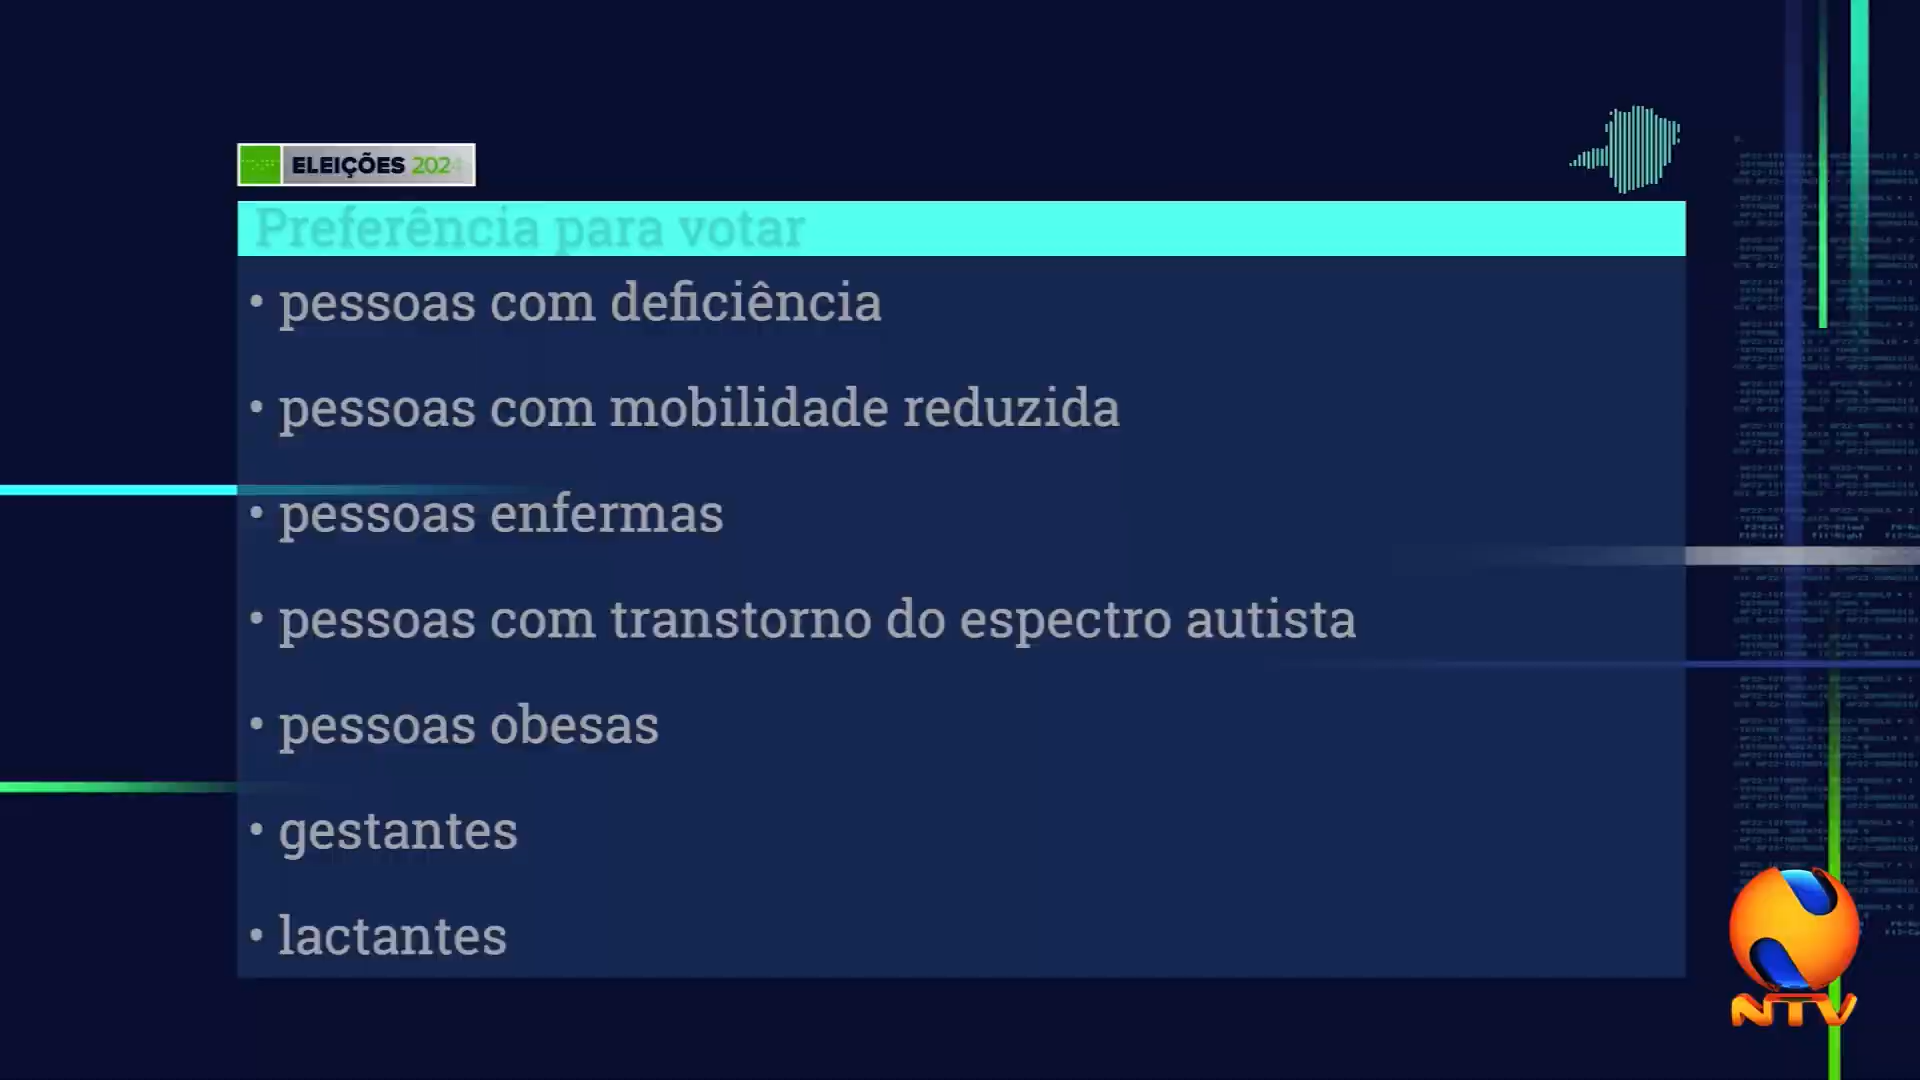 ELEIÇÕES 2024
Preferência para votar
• pessoas com deficiência
• pessoas com mobilidade reduzida
• pessoas enfermas
• pessoas com transtorno do espectro autista
• pessoas obesas
• gestantes
• lactantes
NTV